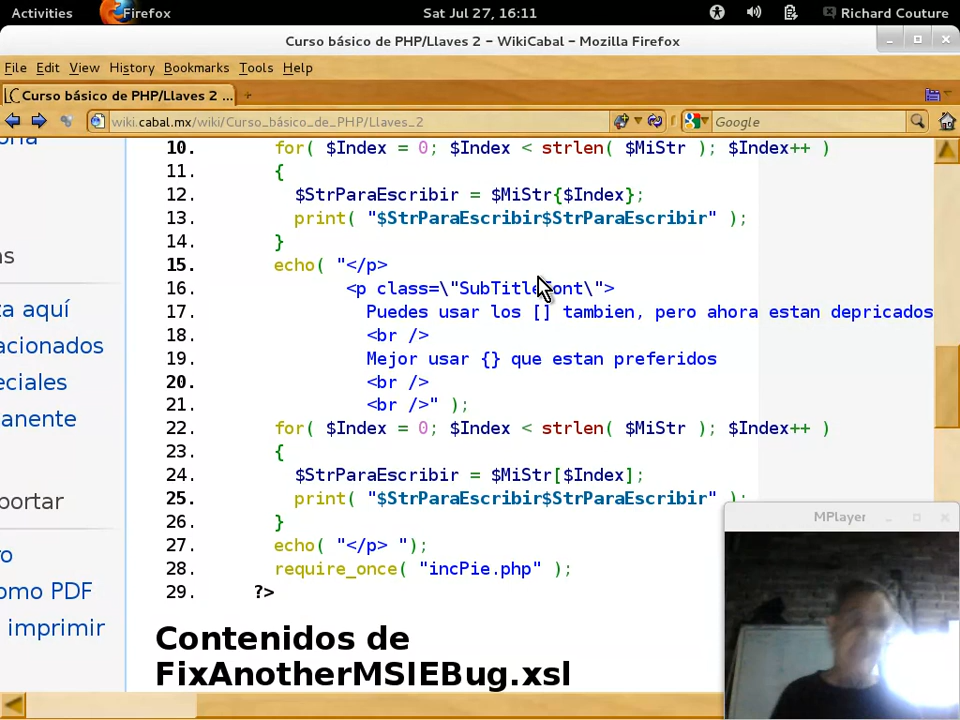 Activities Firefox Sat Jul 27, 16:11 Richard Couture
Curso básico de PHP/Llaves 2 – WikiCabal – Mozilla Firefox
File Edit View History Bookmarks Tools Help
Curso básico de PHP/Llaves 2 ... +
wiki.cabal.mx/wiki/Curso_básico_de_PHP/Llaves_2 Google
10. for( $Index = 0; $Index < strlen( $MiStr ); $Index++ )
11. {
12. $StrParaEscribir = $MiStr{$Index};
13. print( "$StrParaEscribir$StrParaEscribir" );
14. }
15. echo( "</p>
16. <p class=\"SubTitleFont\">
17. Puedes usar los [] tambien, pero ahora estan depricados
18. <br />
19. Mejor usar {} que estan preferidos
20. <br />
21. <br />" );
22. for( $Index = 0; $Index < strlen( $MiStr ); $Index++ )
23. {
24. $StrParaEscribir = $MiStr[$Index];
25. print( "$StrParaEscribir$StrParaEscribir" );
26. }
27. echo( "</p> ");
28. require_once( "incPie.php" );
29. ?>
Contenidos de
FixAnotherMSIEBug.xsl
as
a aquí
acionados
eciales
anente
portar
o
omo PDF
imprimir
MPlayer